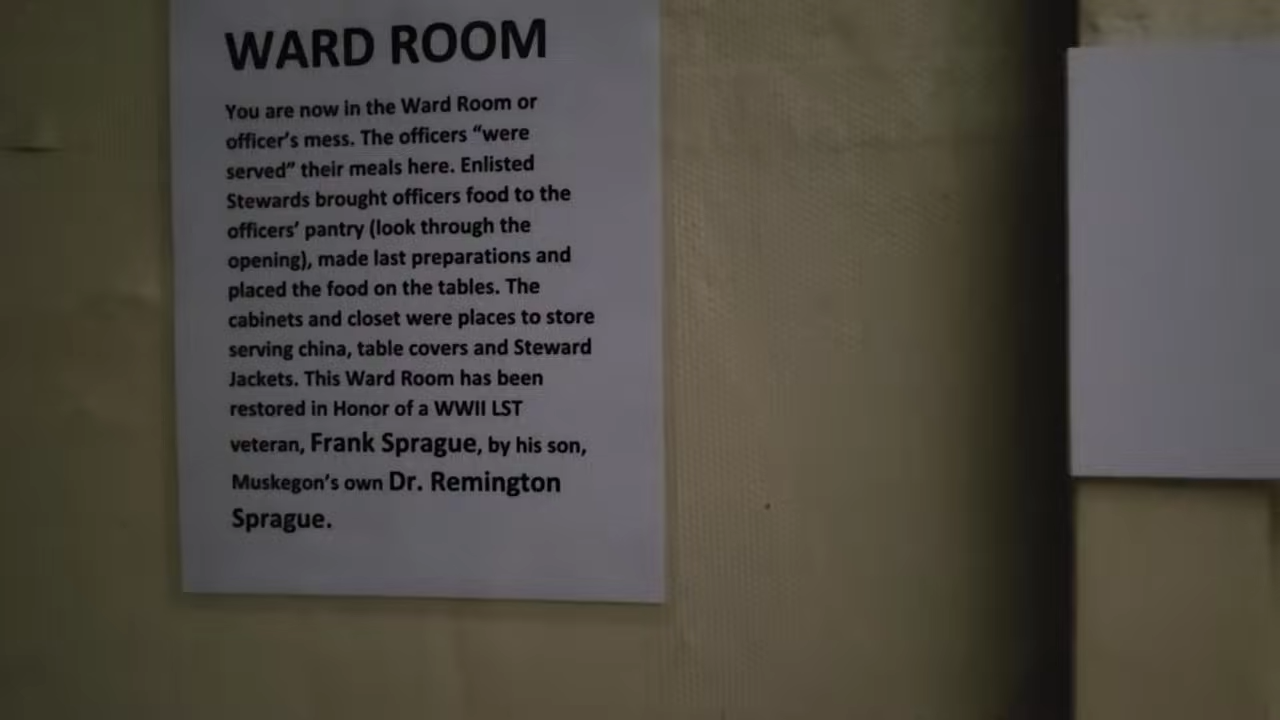 WARD ROOM
You are now in the Ward Room or
officer's mess. The officers “were
served” their meals here. Enlisted
Stewards brought officers food to the
officers' pantry (look through the
opening), made last preparations and
placed the food on the tables. The
cabinets and closet were places to store
serving china, table covers and Steward
Jackets. This Ward Room has been
restored in Honor of a WWII LST
veteran, Frank Sprague, by his son,
Muskegon's own Dr. Remington
Sprague.